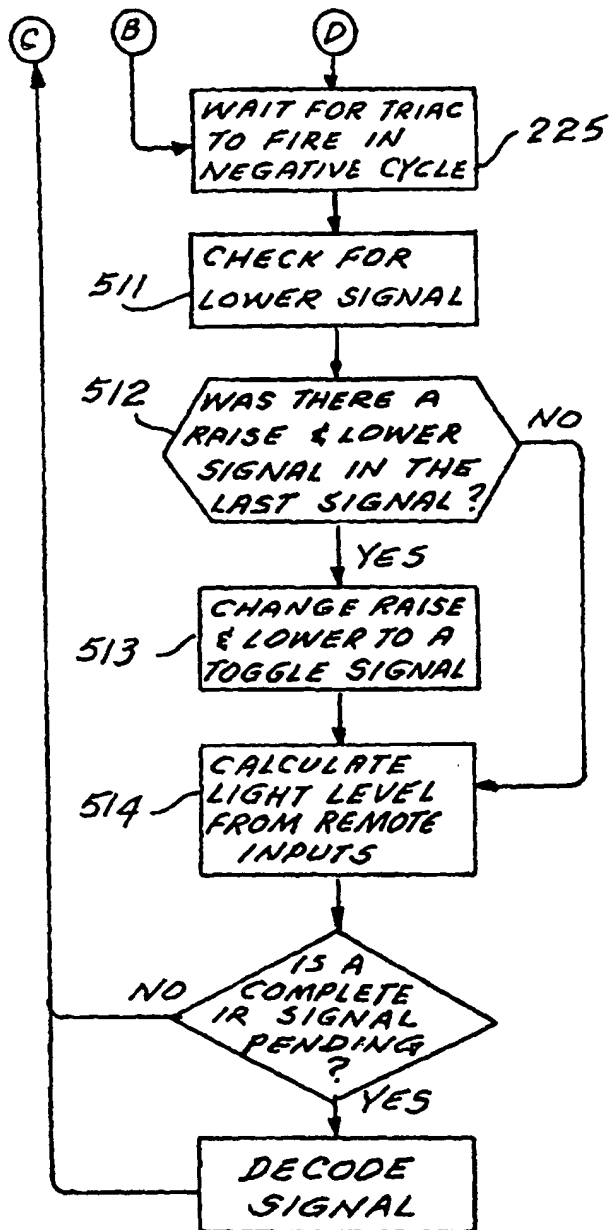 C B D
WAIT FOR TRIAC
TO FIRE IN
NEGATIVE CYCLE
225
CHECK FOR
LOWER SIGNAL
511
512
WAS THERE A
RAISE & LOWER
SIGNAL IN THE
LAST SIGNAL?
NO
YES
CHANGE RAISE
& LOWER TO A
TOGGLE SIGNAL
513
CALCULATE
LIGHT LEVEL
FROM REMOTE
INPUTS
514
IS A
COMPLETE
IR SIGNAL
PENDING
?
NO
YES
DECODE
SIGNAL